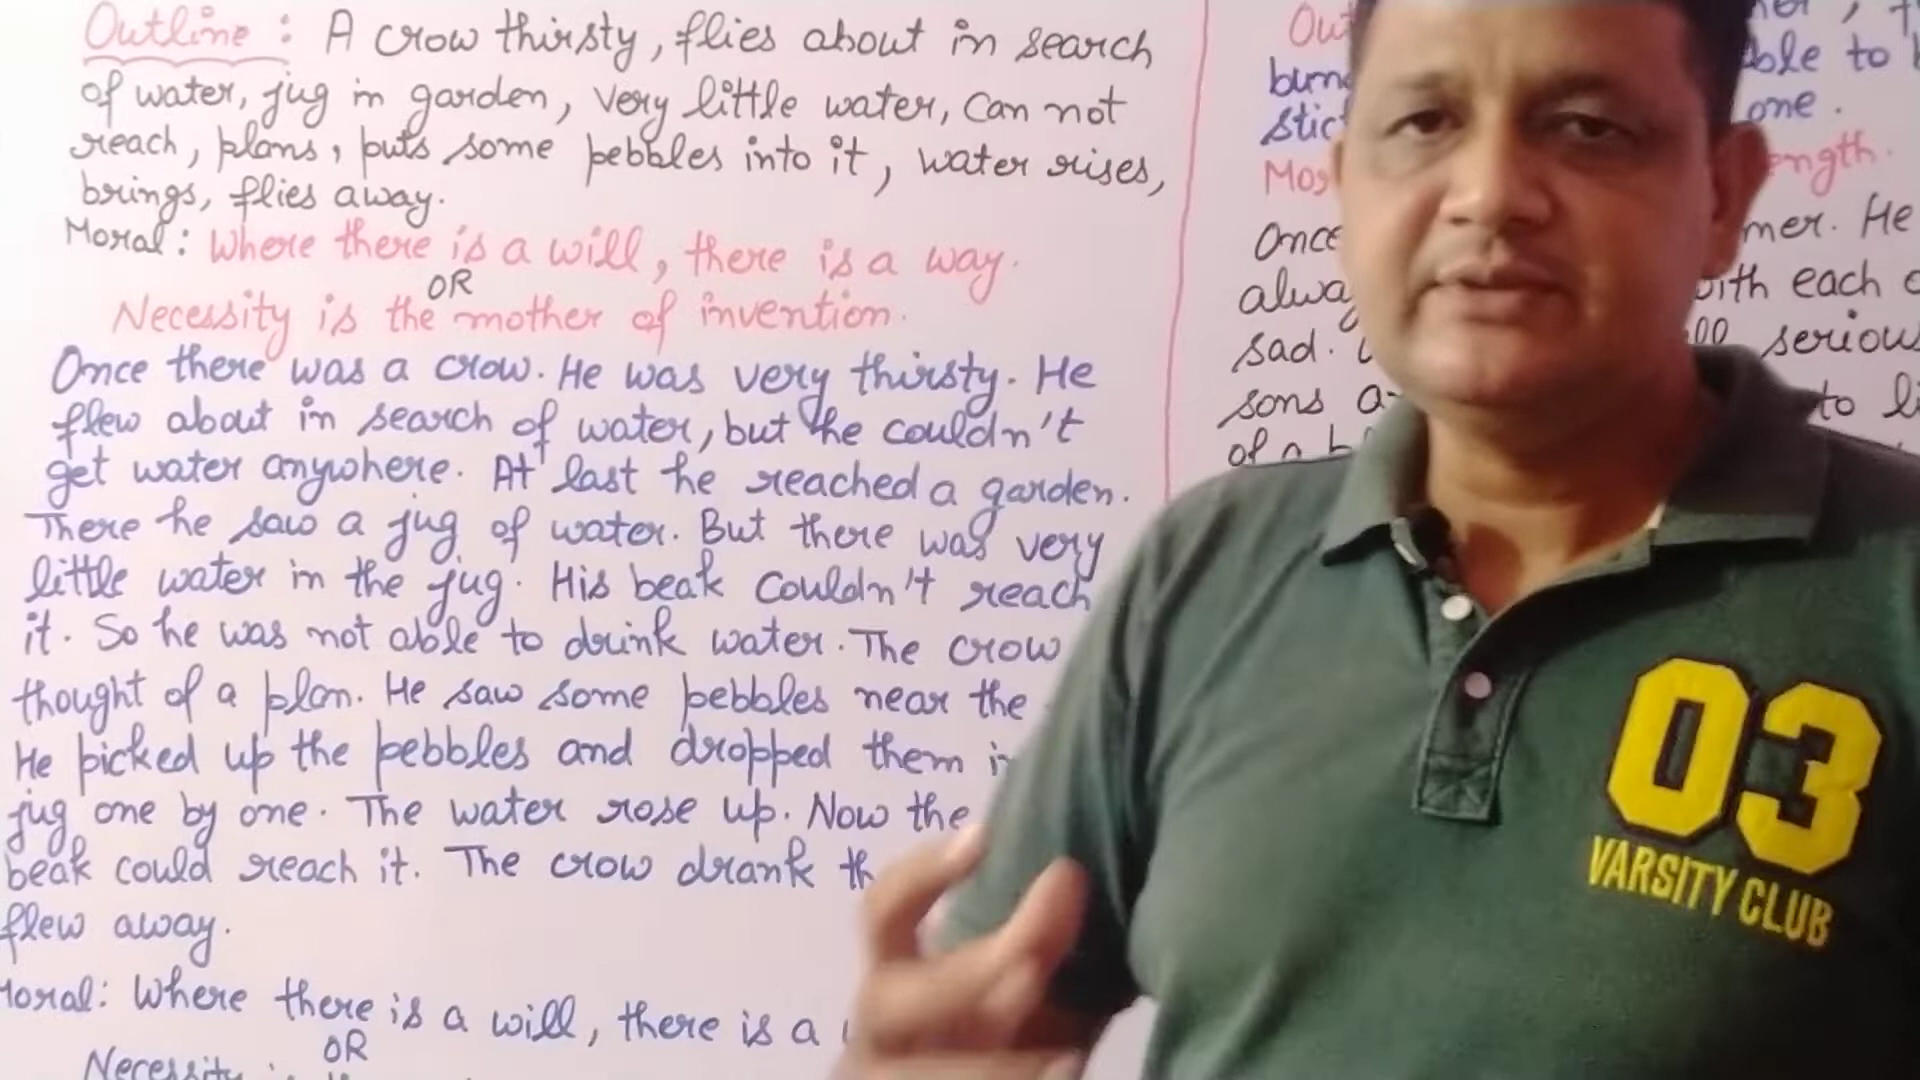 Outline: A crow thirsty, flies about in search
of water, jug in garden, very little water, can not
reach, plans, puts some pebbles into it, water rises,
brings, flies away.
Moral: Where there is a will, there is a way.
OR
Necessity is the mother of invention.
Once there was a crow. He was very thirsty. He
flew about in search of water, but he couldn't
get water anywhere. At last he reached a garden.
There he saw a jug of water. But there was very
little water in the jug. His beak couldn't reach
it. So he was not able to drink water. The crow
thought of a plan. He saw some pebbles near the
He picked up the pebbles and dropped them
jug one by one. The water rose up. Now the
beak could reach it. The crow drank
flew away.
Moral: Where there is a will, there is a
OR
Necessity
able to
one.
Once
He
with each
sad. serious
sons to
of a
03
VARSITY CLUB